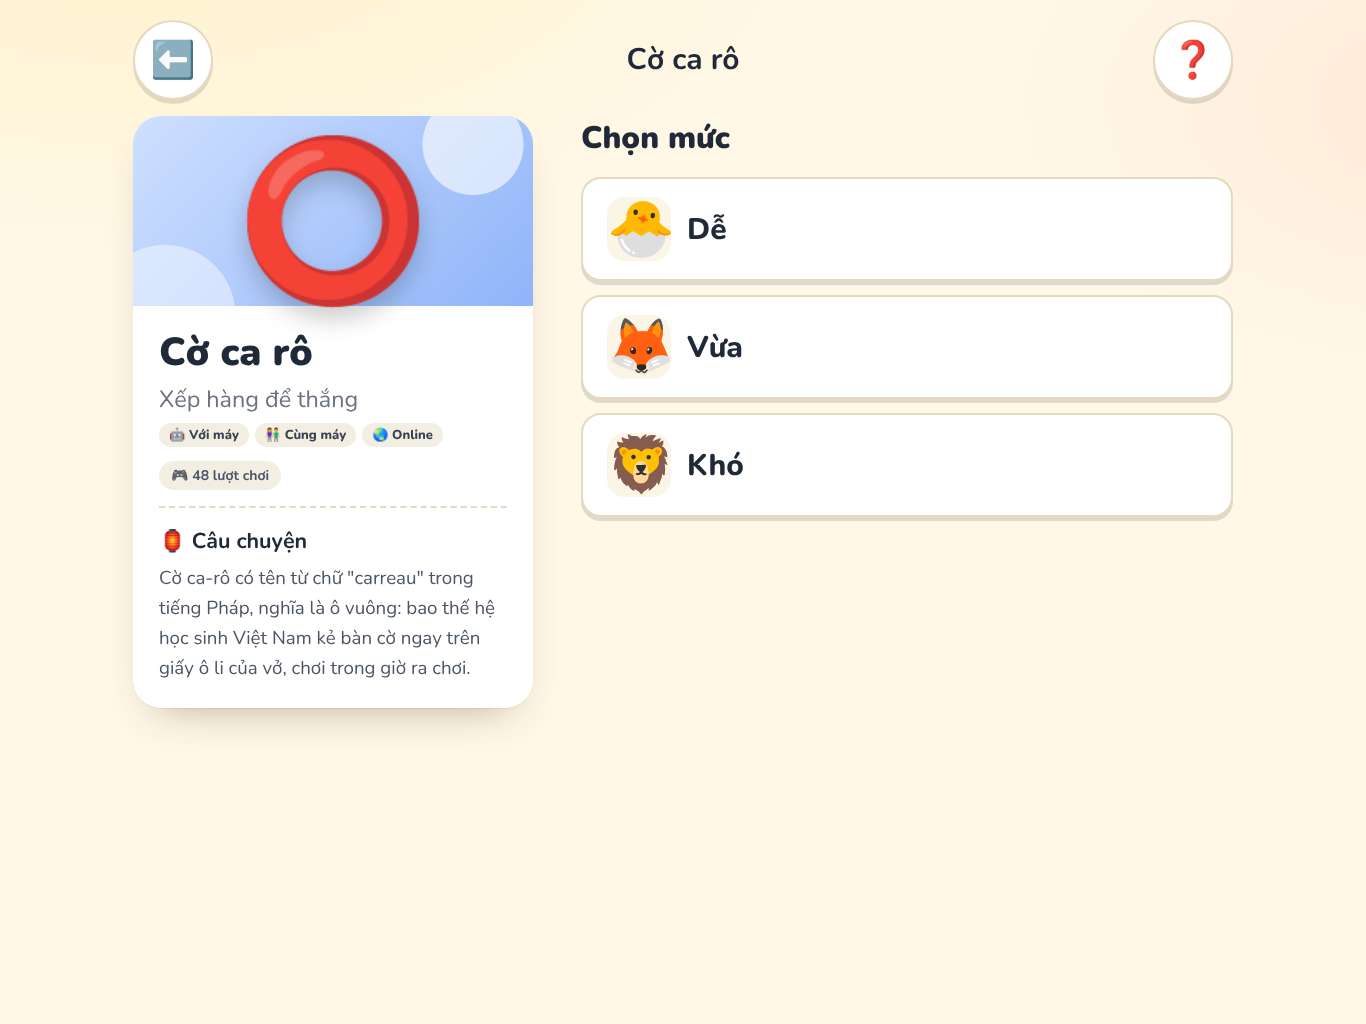 Cờ ca rô
Cờ ca rô
Xếp hàng để thắng
Với máy
Cùng máy
Online
48 lượt chơi
Câu chuyện
Cờ ca-rô có tên từ chữ "carreau" trong
tiếng Pháp, nghĩa là ô vuông: bao thế hệ
học sinh Việt Nam kẻ bàn cờ ngay trên
giấy ô li của vở, chơi trong giờ ra chơi.
Chọn mức
Dễ
Vừa
Khó